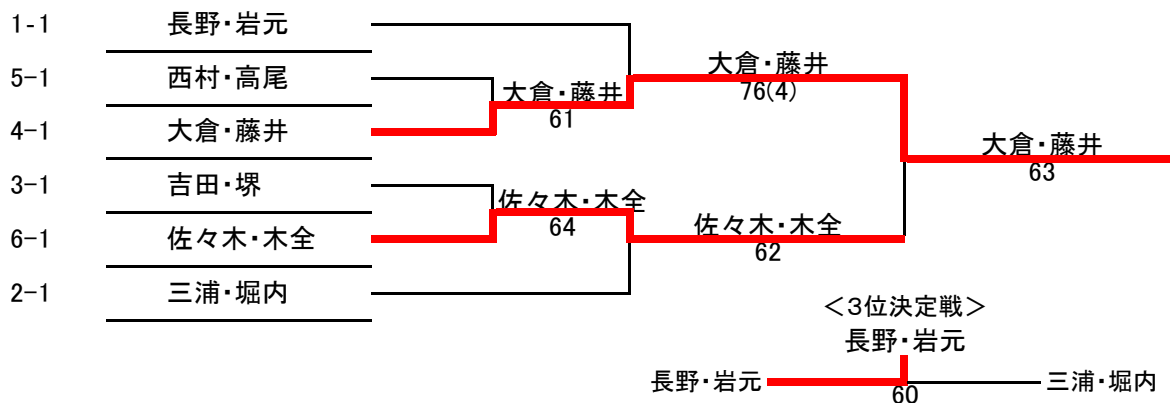 1-1 長野・岩元
5-1 西村・高尾
4-1 大倉・藤井
3-1 吉田・堺
6-1 佐々木・木全
2-1 三浦・堀内
大倉・藤井
61
佐々木・木全
64
大倉・藤井
76(4)
佐々木・木全
62
大倉・藤井
63
＜3位決定戦＞
長野・岩元
長野・岩元 三浦・堀内
60